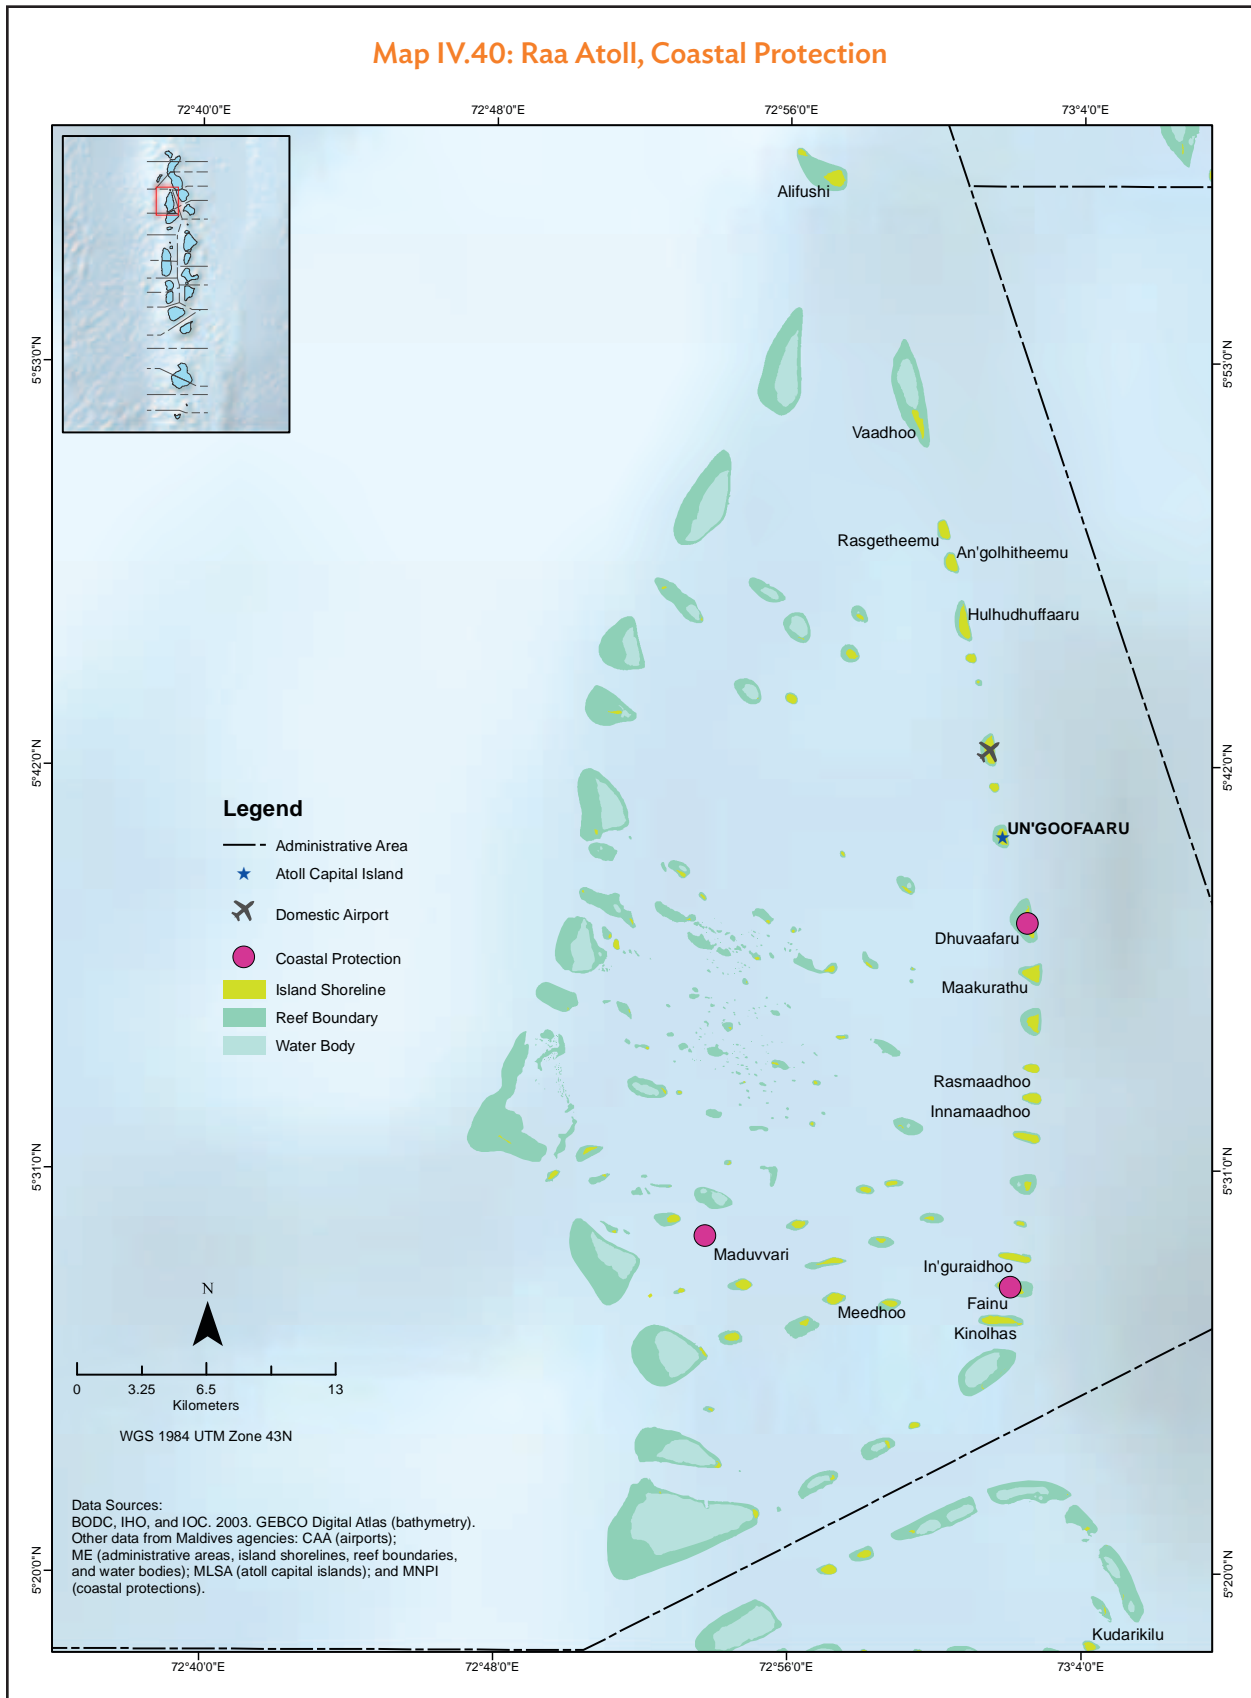 Map IV.40: Raa Atoll, Coastal Protection
72°40'0"E
72°48'0"E
72°56'0"E
73°4'0"E
Alifushi
5°53'0"N
5°53'0"N
Vaadhoo
Rasgetheemu
An'golhitheemu
Hulhudhuffaaru
5°42'0"N
5°42'0"N
Legend
Administrative Area
Atoll Capital Island
Domestic Airport
Coastal Protection
Island Shoreline
Reef Boundary
Water Body
UN'GOOFAARU
Dhuvaafaru
Maakurathu
Rasmaadhoo
Innamaadhoo
5°31'0"N
5°31'0"N
Maduvvari
In'guraidhoo
Fainu
Meedhoo
Kinolhas
N
0 3.25 6.5 13
Kilometers
WGS 1984 UTM Zone 43N
Data Sources:
BODC, IHO, and IOC. 2003. GEBCO Digital Atlas (bathymetry).
Other data from Maldives agencies: CAA (airports);
ME (administrative areas, island shorelines, reef boundaries,
and water bodies); MLSA (atoll capital islands); and MNPI
(coastal protections).
5°20'0"N
5°20'0"N
Kudarikilu
72°40'0"E
72°48'0"E
72°56'0"E
73°4'0"E